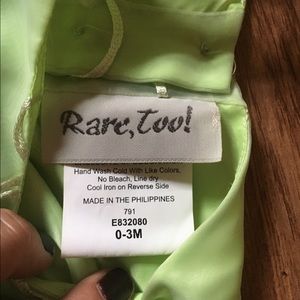 Rare, Too!
Hand Wash Cold With Like Colors,
No Bleach, Line dry
Cool Iron on Reverse Side
MADE IN THE PHILIPPINES
791
E832080
0-3M